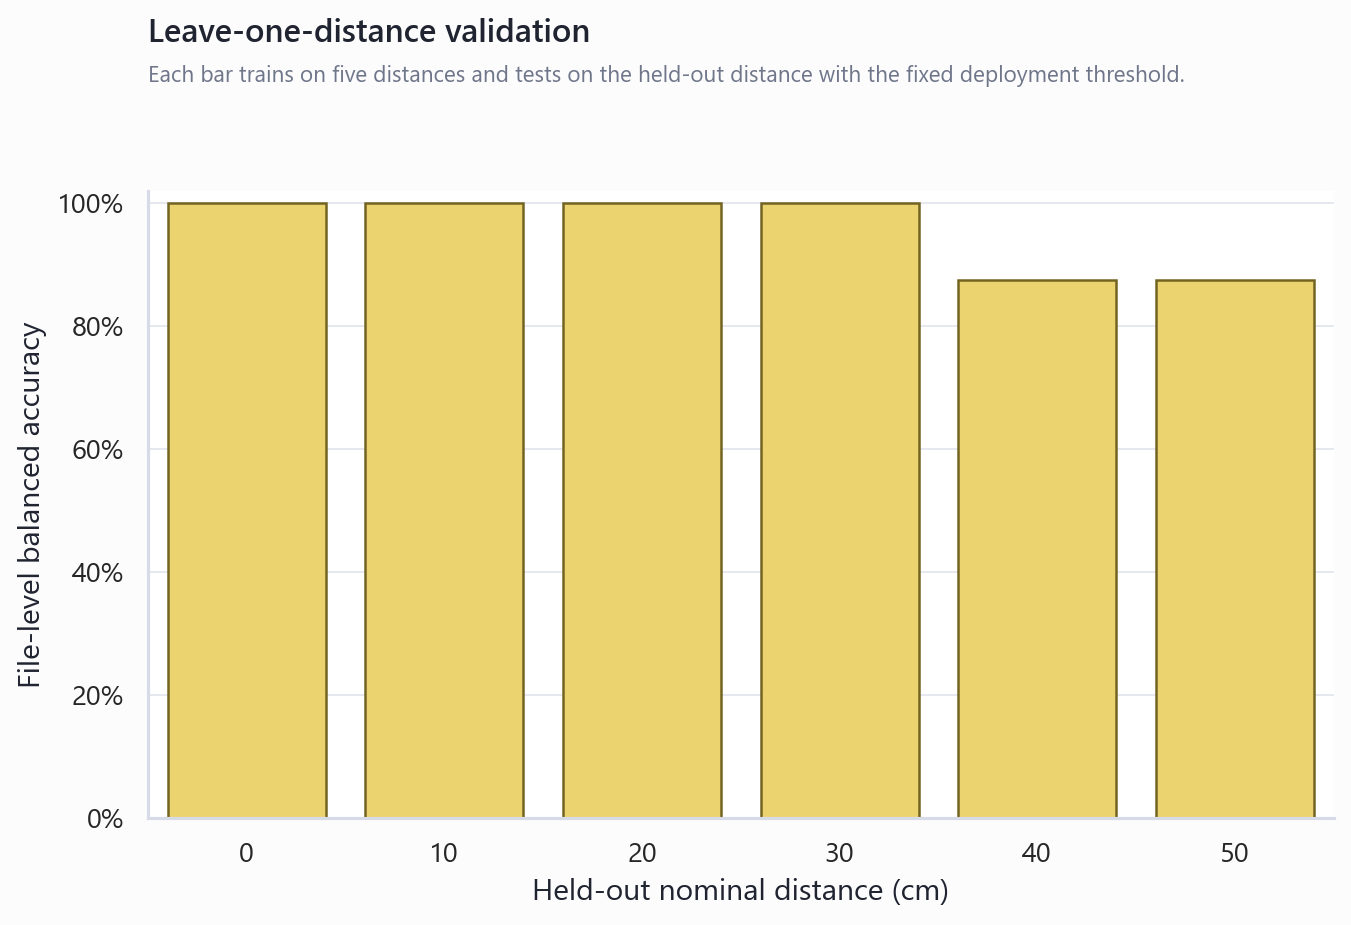 Leave-one-distance validation
Each bar trains on five distances and tests on the held-out distance with the fixed deployment threshold.
File-level balanced accuracy
100%
80%
60%
40%
20%
0%
0 10 20 30 40 50
Held-out nominal distance (cm)